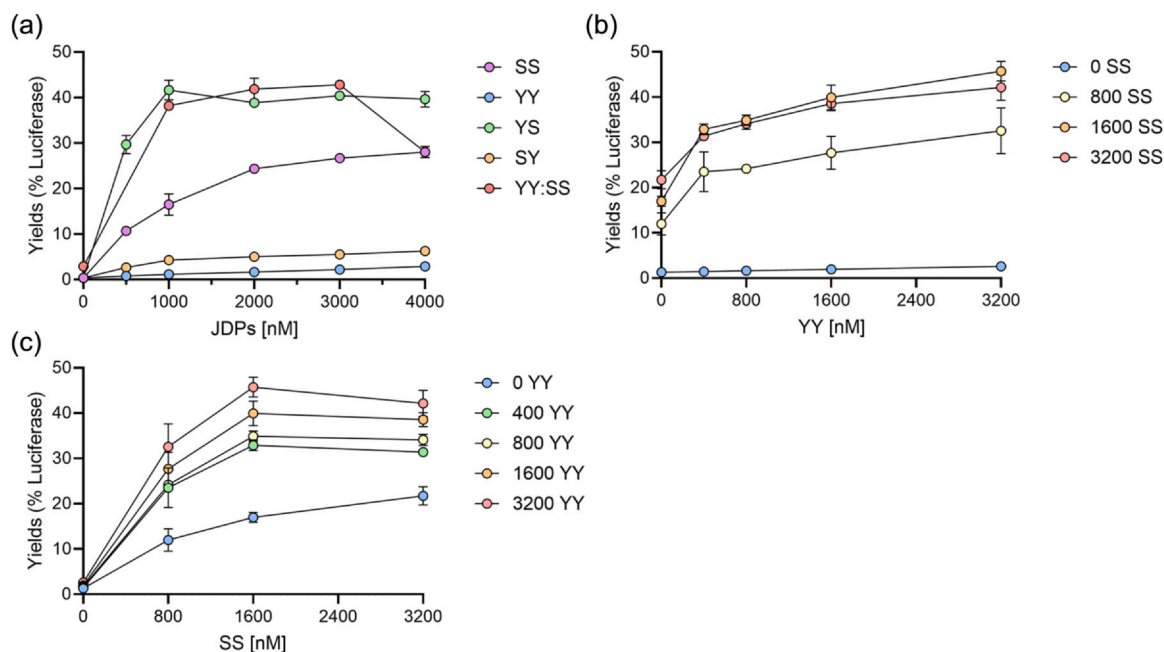 (a)
50
40
30
20
10
0
Yields (% Luciferase)
0 1000 2000 3000 4000
JDPs [nM]
SS
YY
YS
SY
YY:SS
(b)
50
40
30
20
10
0
Yields (% Luciferase)
0 800 1600 2400 3200
YY [nM]
0 SS
800 SS
1600 SS
3200 SS
(c)
50
40
30
20
10
0
Yields (% Luciferase)
0 800 1600 2400 3200
SS [nM]
0 YY
400 YY
800 YY
1600 YY
3200 YY